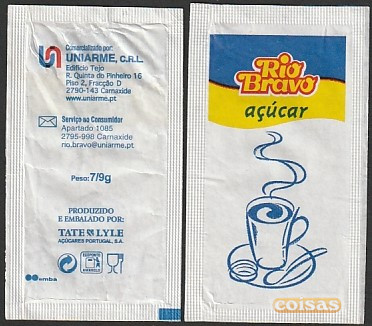 Comercializado por:
UNIARME, C.R.L.
Edifício Tejo
R. Quinta do Pinheiro 16
Piso 2, Fracção D
2790-143 Carnaxide
www.uniarme.pt
Serviço ao Consumidor
Apartado 1085
2795-998 Carnaxide
rio.bravo@uniarme.pt
Peso: 7/9g
PRODUZIDO
E EMBALADO POR:
TATE & LYLE
AÇÚCARES PORTUGAL, S.A.
emba
Rio
Bravo
açúcar
coisas